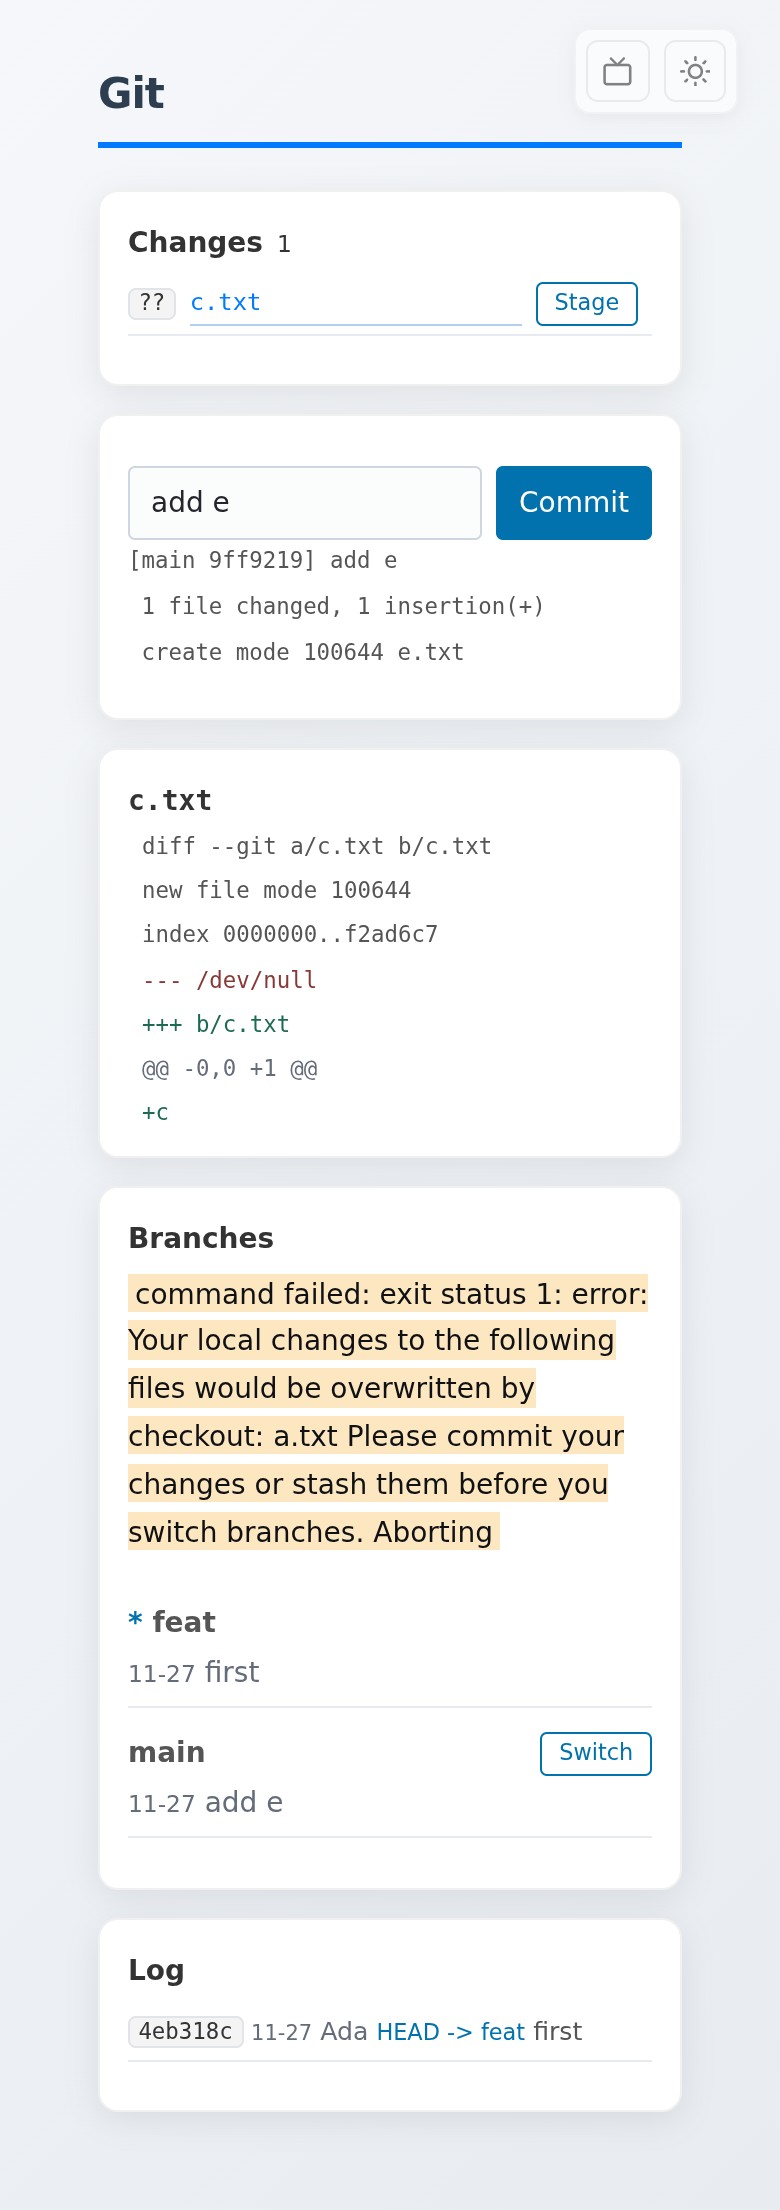 Git
Changes 1
?? c.txt Stage
add e Commit
[main 9ff9219] add e
1 file changed, 1 insertion(+)
create mode 100644 e.txt
c.txt
diff --git a/c.txt b/c.txt
new file mode 100644
index 0000000..f2ad6c7
--- /dev/null
+++ b/c.txt
@@ -0,0 +1 @@
+c
Branches
command failed: exit status 1: error:
Your local changes to the following
files would be overwritten by
checkout: a.txt Please commit your
changes or stash them before you
switch branches. Aborting
* feat
11-27 first
main Switch
11-27 add e
Log
4eb318c 11-27 Ada HEAD -> feat first